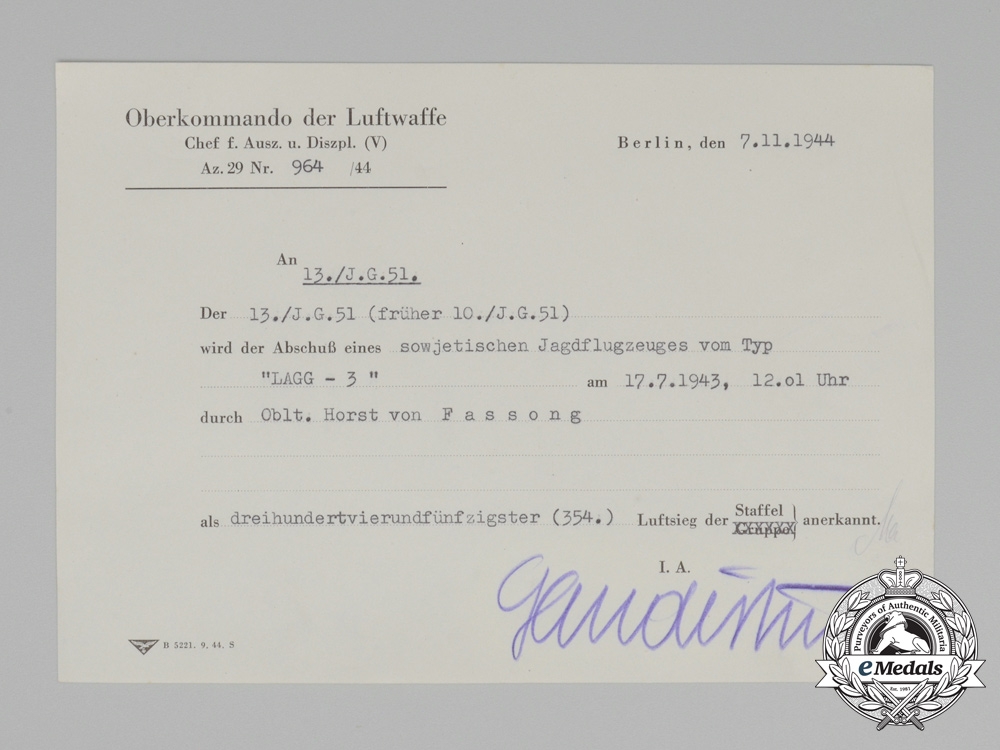 Oberkommando der Luftwaffe
Chef f. Ausz. u. Diszpl. (V)
Az. 29 Nr. 964 /44
Berlin, den 7.11.1944
An
13./J.G.51.
Der 13./J.G.51 (früher 10./J.G.51)
wird der Abschuß eines sowjetischen Jagdflugzeuges vom Typ
"LAGG - 3 " am 17.7.1943, 12.01 Uhr
durch Oblt. Horst von F a s s o n g
als dreihundertvierundfünfzigster (354.) Luftsieg der Staffel anerkannt.
Gruppe
I. A.
B 5221. 9. 44. S
Purveyors of Authentic Militaria
eMedals
Est. 1967